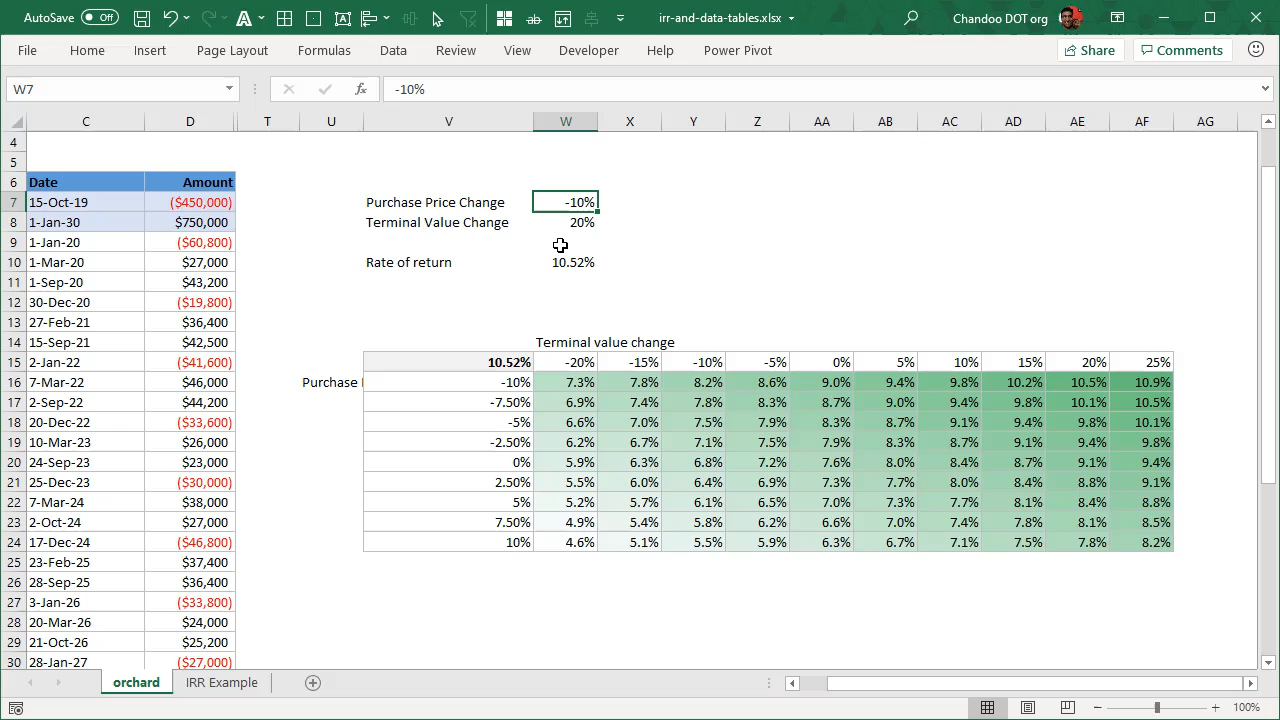 AutoSave Off A ab irr-and-data-tables.xlsx Chandoo DOT org
File Home Insert Page Layout Formulas Data Review View Developer Help Power Pivot Share Comments
W7 fx -10%
C D T U V W X Y Z AA AB AC AD AE AF AG
4
5
6 Date Amount
7 15-Oct-19 ($450,000) Purchase Price Change -10%
8 1-Jan-30 $750,000 Terminal Value Change 20%
9 1-Jan-20 ($60,800)
10 1-Mar-20 $27,000 Rate of return 10.52%
11 1-Sep-20 $43,200
12 30-Dec-20 ($19,800)
13 27-Feb-21 $36,400
14 15-Sep-21 $42,500 Terminal value change
15 2-Jan-22 ($41,600) 10.52% -20% -15% -10% -5% 0% 5% 10% 15% 20% 25%
16 7-Mar-22 $46,000 Purchase -10% 7.3% 7.8% 8.2% 8.6% 9.0% 9.4% 9.8% 10.2% 10.5% 10.9%
17 2-Sep-22 $44,200 -7.50% 6.9% 7.4% 7.8% 8.3% 8.7% 9.0% 9.4% 9.8% 10.1% 10.5%
18 20-Dec-22 ($33,600) -5% 6.6% 7.0% 7.5% 7.9% 8.3% 8.7% 9.1% 9.4% 9.8% 10.1%
19 10-Mar-23 $26,000 -2.50% 6.2% 6.7% 7.1% 7.5% 7.9% 8.3% 8.7% 9.1% 9.4% 9.8%
20 24-Sep-23 $23,000 0% 5.9% 6.3% 6.8% 7.2% 7.6% 8.0% 8.4% 8.7% 9.1% 9.4%
21 25-Dec-23 ($30,000) 2.50% 5.5% 6.0% 6.4% 6.9% 7.3% 7.7% 8.0% 8.4% 8.8% 9.1%
22 7-Mar-24 $38,000 5% 5.2% 5.7% 6.1% 6.5% 7.0% 7.3% 7.7% 8.1% 8.4% 8.8%
23 2-Oct-24 $27,000 7.50% 4.9% 5.4% 5.8% 6.2% 6.6% 7.0% 7.4% 7.8% 8.1% 8.5%
24 17-Dec-24 ($46,800) 10% 4.6% 5.1% 5.5% 5.9% 6.3% 6.7% 7.1% 7.5% 7.8% 8.2%
25 23-Feb-25 $37,400
26 28-Sep-25 $36,400
27 3-Jan-26 ($33,800)
28 20-Mar-26 $24,000
29 21-Oct-26 $25,200
30 28-Jan-27 ($27,000)
orchard IRR Example
100%